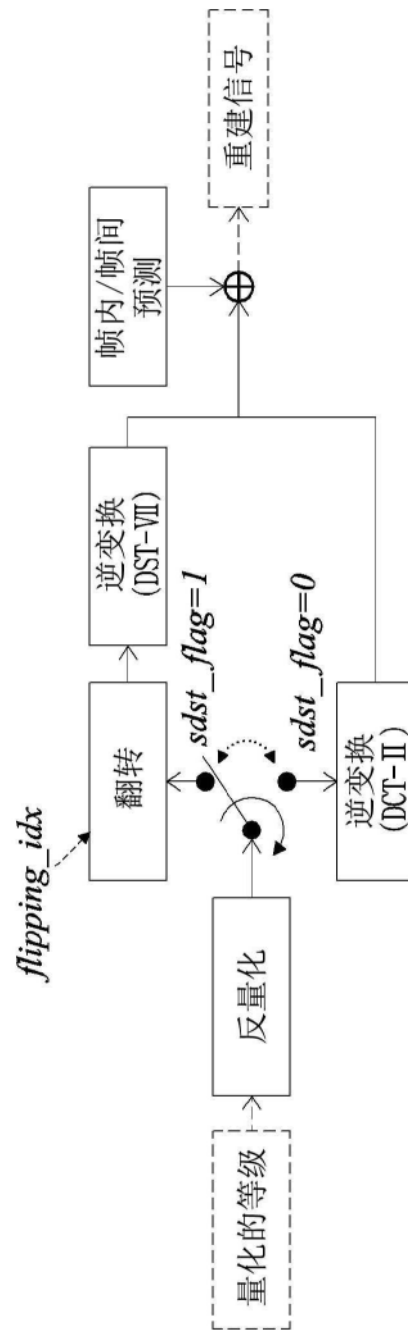 量化的等级
反量化
flipping_idx
翻转
sdst_flag=1
sdst_flag=0
逆变换
(DST-Ⅶ)
逆变换
(DCT-Ⅱ)
帧内/帧间
预测
重建信号